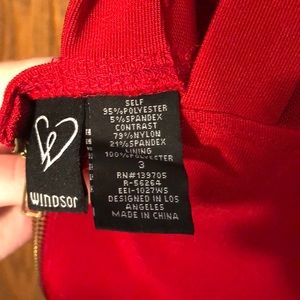 WINDSOR
SELF
95%POLYESTER
5%SPANDEX
CONTRAST
79%NYLON
21%SPANDEX
LINING
100%POLYESTER
3
RN#139705
R-56264
EEI-1027WS
DESIGNED IN LOS
ANGELES
MADE IN CHINA